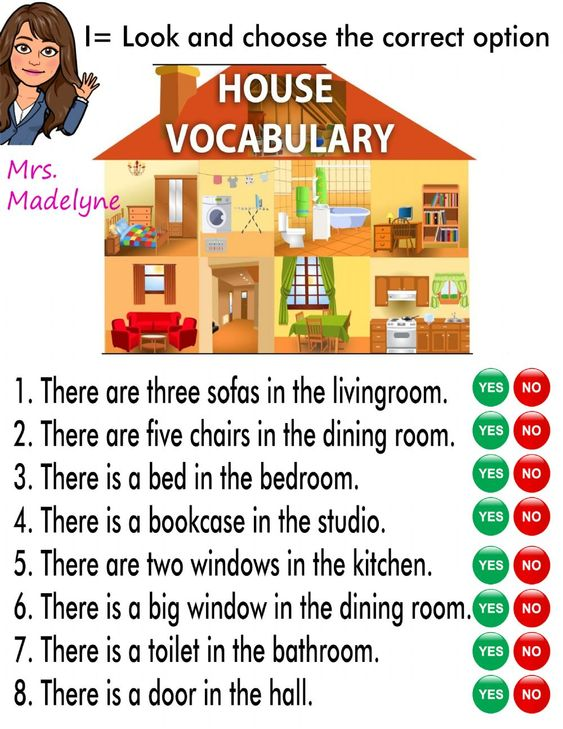 I= Look and choose the correct option
HOUSE
VOCABULARY
Mrs.
Madelyne
1. There are three sofas in the livingroom. YES NO
2. There are five chairs in the dining room. YES NO
3. There is a bed in the bedroom. YES NO
4. There is a bookcase in the studio. YES NO
5. There are two windows in the kitchen. YES NO
6. There is a big window in the dining room. YES NO
7. There is a toilet in the bathroom. YES NO
8. There is a door in the hall. YES NO